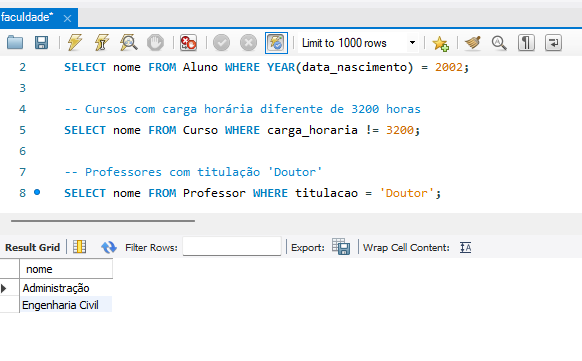 faculdade*
Limit to 1000 rows
2 SELECT nome FROM Aluno WHERE YEAR(data_nascimento) = 2002;
3
4 -- Cursos com carga horária diferente de 3200 horas
5 SELECT nome FROM Curso WHERE carga_horaria != 3200;
6
7 -- Professores com titulação 'Doutor'
8 SELECT nome FROM Professor WHERE titulacao = 'Doutor';
Result Grid Filter Rows: Export: Wrap Cell Content:
nome
Administração
Engenharia Civil